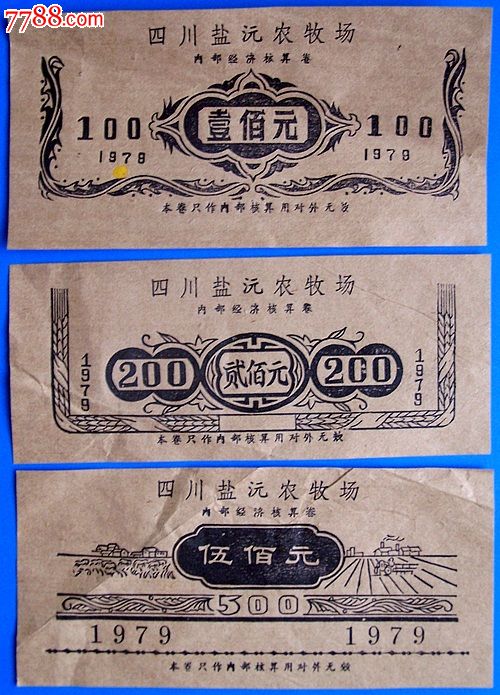 7788.com
四川盐沅农牧场
内部经济核算卷
100 壹佰元 100
1979 1979
本卷只作内部核算用对外无效
四川盐沅农牧场
内部经济核算卷
1979 200 贰佰元 200 1979
本卷只作内部核算用对外无效
四川盐沅农牧场
内部经济核算卷
伍佰元
500
1979 1979
本卷只作内部核算用对外无效